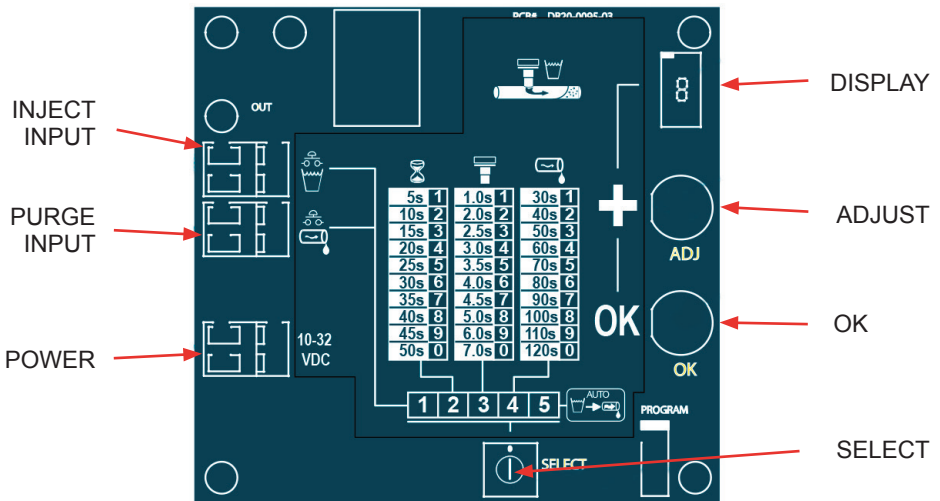 PCB# DB20-0095-03
DISPLAY
8
OUT
INJECT
INPUT
PURGE
INPUT
5s 1 1.0s 1 30s 1
10s 2 2.0s 2 40s 2
15s 3 2.5s 3 50s 3
20s 4 3.0s 4 60s 4
25s 5 3.5s 5 70s 5
30s 6 4.0s 6 80s 6
35s 7 4.5s 7 90s 7
40s 8 5.0s 8 100s 8
45s 9 6.0s 9 110s 9
50s 0 7.0s 0 120s 0
+
ADJUST
ADJ
OK
OK
OK
POWER
10-32
VDC
1 2 3 4 5
AUTO
PROGRAM
SELECT
SELECT